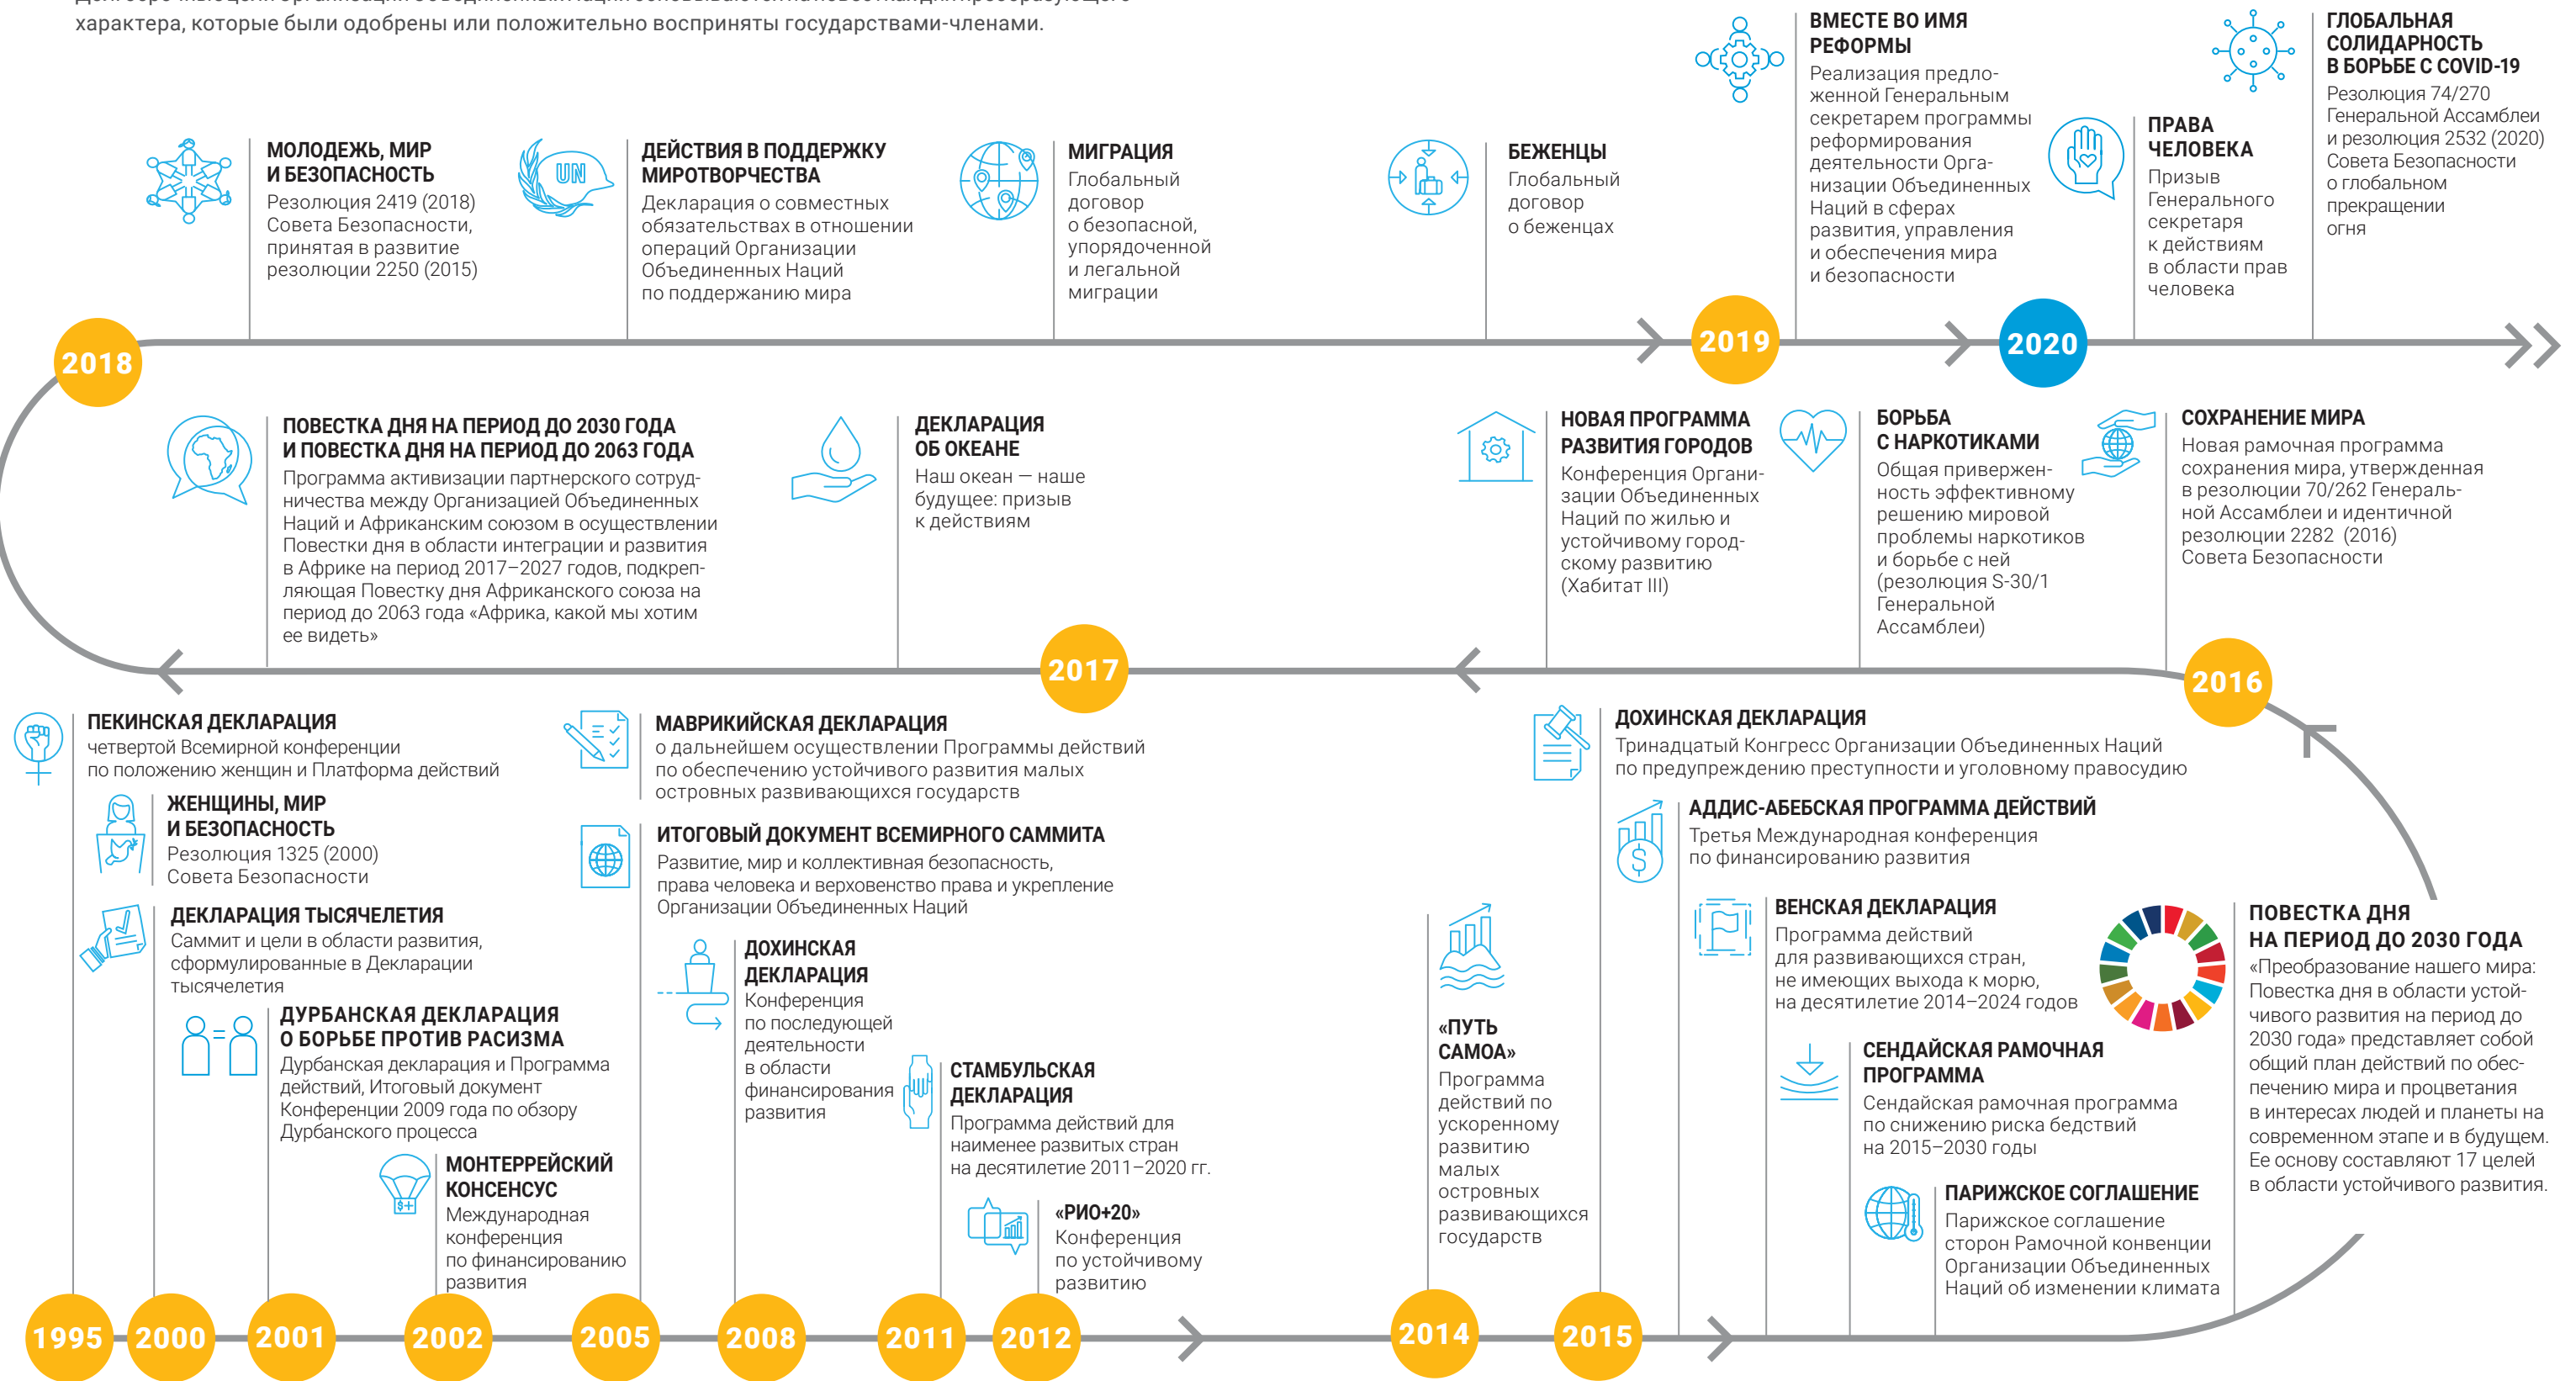 характера, которые были одобрены или положительно восприняты государствами-членами.
МОЛОДЕЖЬ, МИР
И БЕЗОПАСНОСТЬ
Резолюция 2419 (2018)
Совета Безопасности,
принятая в развитие
резолюции 2250 (2015)
UN
ДЕЙСТВИЯ В ПОДДЕРЖКУ
МИРОТВОРЧЕСТВА
Декларация о совместных
обязательствах в отношении
операций Организации
Объединенных Наций
по поддержанию мира
МИГРАЦИЯ
Глобальный
договор
о безопасной,
упорядоченной
и легальной
миграции
БЕЖЕНЦЫ
Глобальный
договор
о беженцах
ВМЕСТЕ ВО ИМЯ
РЕФОРМЫ
Реализация предло-
женной Генеральным
секретарем программы
реформирования
деятельности Орга-
низации Объединенных
Наций в сферах
развития, управления
и обеспечения мира
и безопасности
ПРАВА
ЧЕЛОВЕКА
Призыв
Генерального
секретаря
к действиям
в области прав
человека
ГЛОБАЛЬНАЯ
СОЛИДАРНОСТЬ
В БОРЬБЕ С COVID-19
Резолюция 74/270
Генеральной Ассамблеи
и резолюция 2532 (2020)
Совета Безопасности
о глобальном
прекращении
огня
2018
2019
2020
ПОВЕСТКА ДНЯ НА ПЕРИОД ДО 2030 ГОДА
И ПОВЕСТКА ДНЯ НА ПЕРИОД ДО 2063 ГОДА
Программа активизации партнерского сотруд-
ничества между Организацией Объединенных
Наций и Африканским союзом в осуществлении
Повестки дня в области интеграции и развития
в Африке на период 2017–2027 годов, подкреп-
ляющая Повестку дня Африканского союза на
период до 2063 года «Африка, какой мы хотим
ее видеть»
ДЕКЛАРАЦИЯ
ОБ ОКЕАНЕ
Наш океан — наше
будущее: призыв
к действиям
НОВАЯ ПРОГРАММА
РАЗВИТИЯ ГОРОДОВ
Конференция Органи-
зации Объединенных
Наций по жилью и
устойчивому город-
скому развитию
(Хабитат III)
БОРЬБА
С НАРКОТИКАМИ
Общая привержен-
ность эффективному
решению мировой
проблемы наркотиков
и борьбе с ней
(резолюция S-30/1
Генеральной
Ассамблеи)
СОХРАНЕНИЕ МИРА
Новая рамочная программа
сохранения мира, утвержденная
в резолюции 70/262 Генераль-
ной Ассамблеи и идентичной
резолюции 2282 (2016)
Совета Безопасности
2017
2016
ПЕКИНСКАЯ ДЕКЛАРАЦИЯ
четвертой Всемирной конференции
по положению женщин и Платформа действий
ЖЕНЩИНЫ, МИР
И БЕЗОПАСНОСТЬ
Резолюция 1325 (2000)
Совета Безопасности
ДЕКЛАРАЦИЯ ТЫСЯЧЕЛЕТИЯ
Саммит и цели в области развития,
сформулированные в Декларации
тысячелетия
ДУРБАНСКАЯ ДЕКЛАРАЦИЯ
О БОРЬБЕ ПРОТИВ РАСИЗМА
Дурбанская декларация и Программа
действий, Итоговый документ
Конференции 2009 года по обзору
Дурбанского процесса
$+
МОНТЕРРЕЙСКИЙ
КОНСЕНСУС
Международная
конференция
по финансированию
развития
МАВРИКИЙСКАЯ ДЕКЛАРАЦИЯ
о дальнейшем осуществлении Программы действий
по обеспечению устойчивого развития малых
островных развивающихся государств
ИТОГОВЫЙ ДОКУМЕНТ ВСЕМИРНОГО САММИТА
Развитие, мир и коллективная безопасность,
права человека и верховенство права и укрепление
Организации Объединенных Наций
ДОХИНСКАЯ
ДЕКЛАРАЦИЯ
Конференция
по последующей
деятельности
в области
финансирования
развития
СТАМБУЛЬСКАЯ
ДЕКЛАРАЦИЯ
Программа действий для
наименее развитых стран
на десятилетие 2011–2020 гг.
«РИО+20»
Конференция
по устойчивому
развитию
«ПУТЬ
САМОА»
Программа
действий по
ускоренному
развитию
малых
островных
развивающихся
государств
ДОХИНСКАЯ ДЕКЛАРАЦИЯ
Тринадцатый Конгресс Организации Объединенных Наций
по предупреждению преступности и уголовному правосудию
$
АДДИС-АБЕБСКАЯ ПРОГРАММА ДЕЙСТВИЙ
Третья Международная конференция
по финансированию развития
ВЕНСКАЯ ДЕКЛАРАЦИЯ
Программа действий
для развивающихся стран,
не имеющих выхода к морю,
на десятилетие 2014–2024 годов
СЕНДАЙСКАЯ РАМОЧНАЯ
ПРОГРАММА
Сендайская рамочная программа
по снижению риска бедствий
на 2015–2030 годы
ПАРИЖСКОЕ СОГЛАШЕНИЕ
Парижское соглашение
сторон Рамочной конвенции
Организации Объединенных
Наций об изменении климата
ПОВЕСТКА ДНЯ
НА ПЕРИОД ДО 2030 ГОДА
«Преобразование нашего мира:
Повестка дня в области устой-
чивого развития на период до
2030 года» представляет собой
общий план действий по обес-
печению мира и процветания
в интересах людей и планеты на
современном этапе и в будущем.
Ее основу составляют 17 целей
в области устойчивого развития.
1995
2000
2001
2002
2005
2008
2011
2012
2014
2015